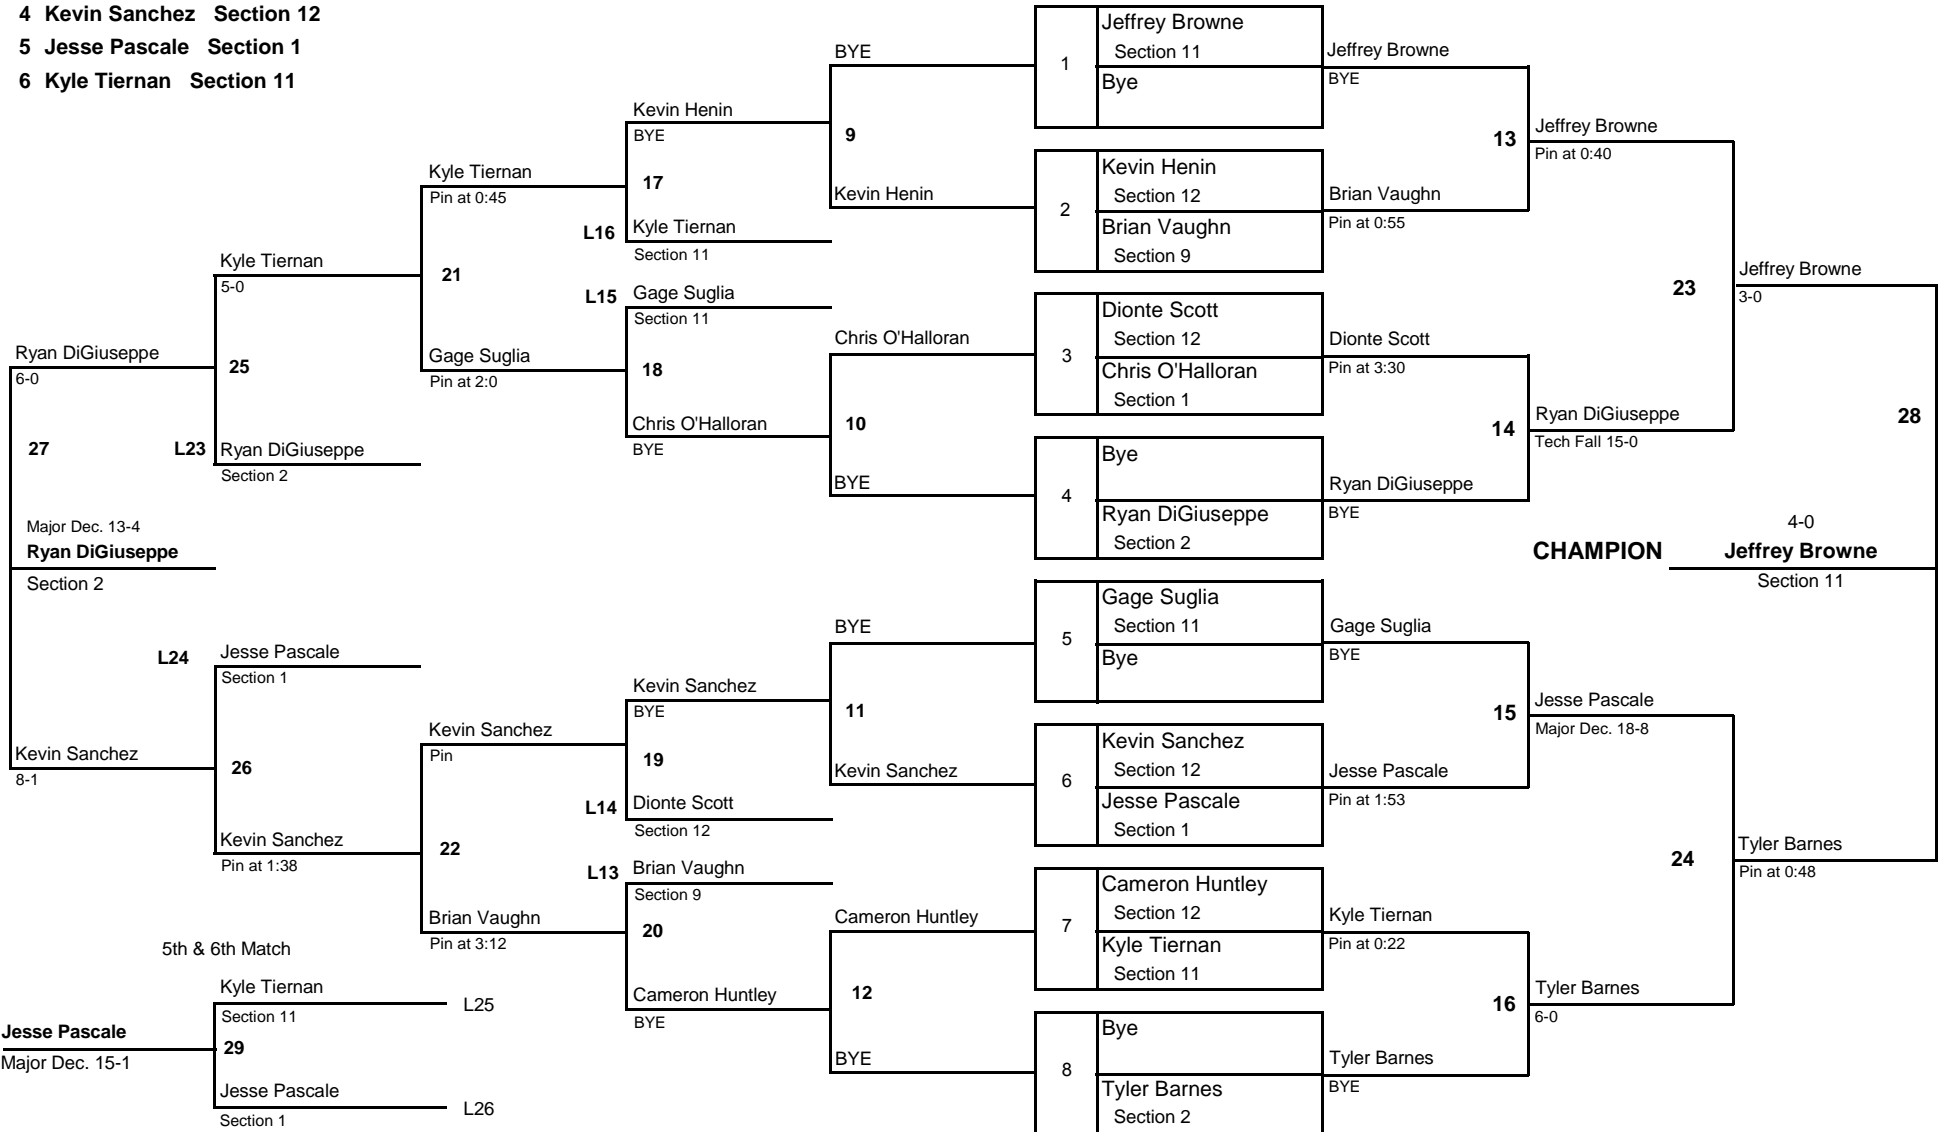 4 Kevin Sanchez Section 12
5 Jesse Pascale Section 1
6 Kyle Tiernan Section 11
Ryan DiGiuseppe
6-0
27
Major Dec. 13-4
Ryan DiGiuseppe
Section 2
Kevin Sanchez
8-1
5th & 6th Match
Kyle Tiernan
L25
Section 11
Jesse Pascale
29
Major Dec. 15-1
Jesse Pascale
L26
Section 1
Kyle Tiernan
5-0
25
L23 Ryan DiGiuseppe
Section 2
L24 Jesse Pascale
Section 1
26
Kevin Sanchez
Pin at 1:38
Kyle Tiernan
Pin at 0:45
21
Gage Suglia
Pin at 2:0
Kevin Sanchez
Pin
22
Brian Vaughn
Pin at 3:12
Kevin Henin
BYE
17
L16 Kyle Tiernan
Section 11
L15 Gage Suglia
Section 11
18
Chris O'Halloran
BYE
Kevin Sanchez
BYE
19
L14 Dionte Scott
Section 12
L13 Brian Vaughn
Section 9
20
Cameron Huntley
BYE
BYE
9
Kevin Henin
Chris O'Halloran
10
BYE
BYE
11
Kevin Sanchez
Cameron Huntley
12
BYE
1
Jeffrey Browne
Section 11
Bye
2
Kevin Henin
Section 12
Brian Vaughn
Section 9
3
Dionte Scott
Section 12
Chris O'Halloran
Section 1
4
Bye
Ryan DiGiuseppe
Section 2
5
Gage Suglia
Section 11
Bye
6
Kevin Sanchez
Section 12
Jesse Pascale
Section 1
7
Cameron Huntley
Section 12
Kyle Tiernan
Section 11
8
Bye
Tyler Barnes
Section 2
Jeffrey Browne
BYE
13
Brian Vaughn
Pin at 0:55
Dionte Scott
Pin at 3:30
14
Ryan DiGiuseppe
BYE
Gage Suglia
BYE
15
Jesse Pascale
Pin at 1:53
Kyle Tiernan
Pin at 0:22
16
Tyler Barnes
BYE
Jeffrey Browne
Pin at 0:40
23
Ryan DiGiuseppe
Tech Fall 15-0
Jesse Pascale
Major Dec. 18-8
24
Tyler Barnes
6-0
Jeffrey Browne
3-0
28
4-0
CHAMPION Jeffrey Browne
Section 11
Tyler Barnes
Pin at 0:48